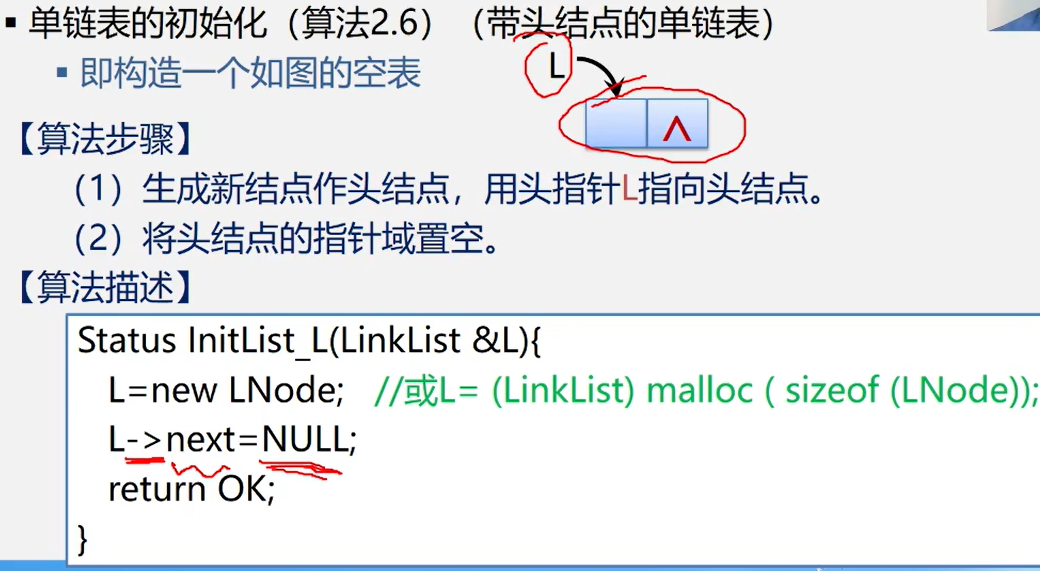 ▪ 单链表的初始化（算法2.6）（带头结点的单链表）
▪ 即构造一个如图的空表
L
∧
【算法步骤】
（1）生成新结点作头结点，用头指针L指向头结点。
（2）将头结点的指针域置空。
【算法描述】
Status InitList_L(LinkList &L){
L=new LNode; //或L= (LinkList) malloc ( sizeof (LNode));
L->next=NULL;
return OK;
}